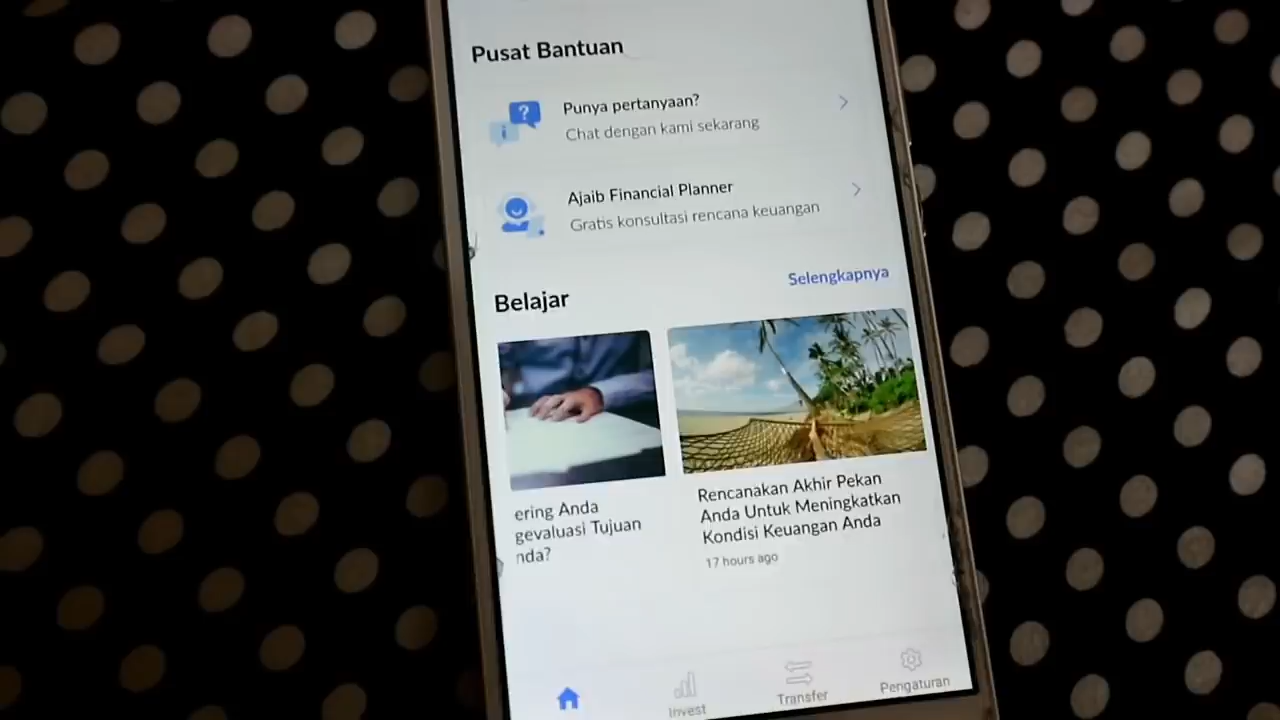 Pusat Bantuan
?
Punya pertanyaan?
i
Chat dengan kami sekarang
Ajaib Financial Planner
Gratis konsultasi rencana keuangan
Belajar
Selengkapnya
ering Anda
gevaluasi Tujuan
nda?
Rencanakan Akhir Pekan
Anda Untuk Meningkatkan
Kondisi Keuangan Anda
17 hours ago
Invest
Transfer
Pengaturan